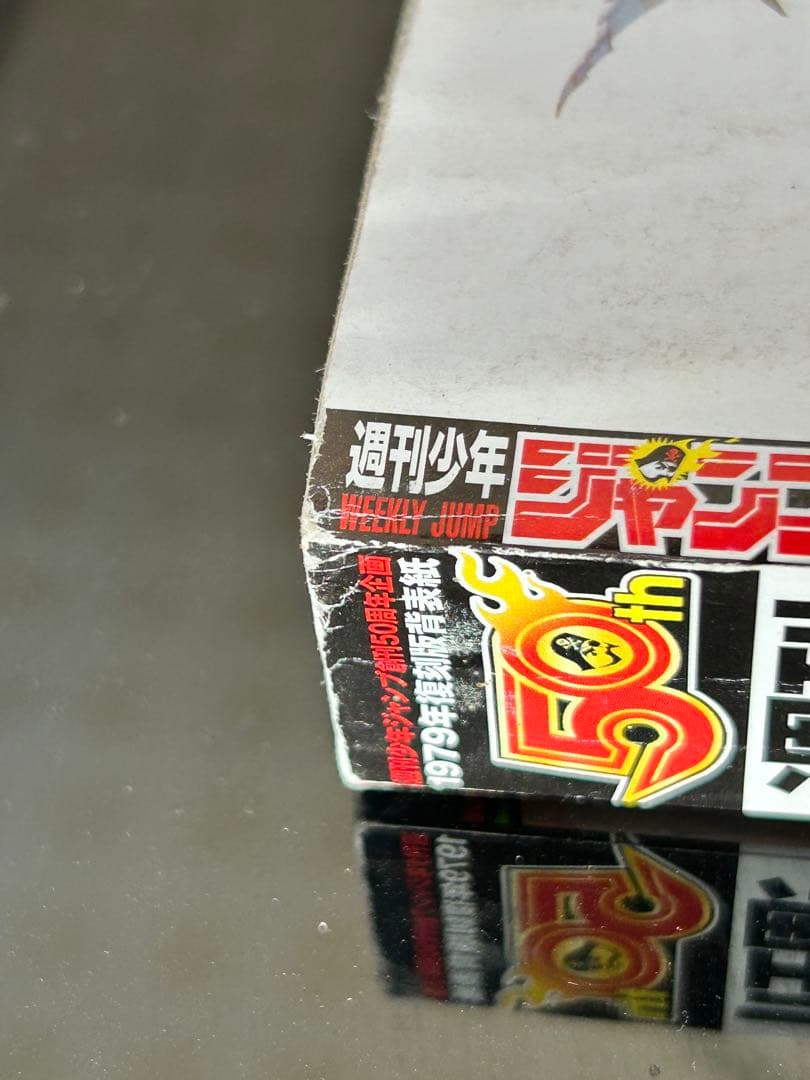 週刊少年
WEEKLY JUMP
ジャン
週刊少年ジャンプ創刊50周年企画
1979年復刻版背表紙
50th